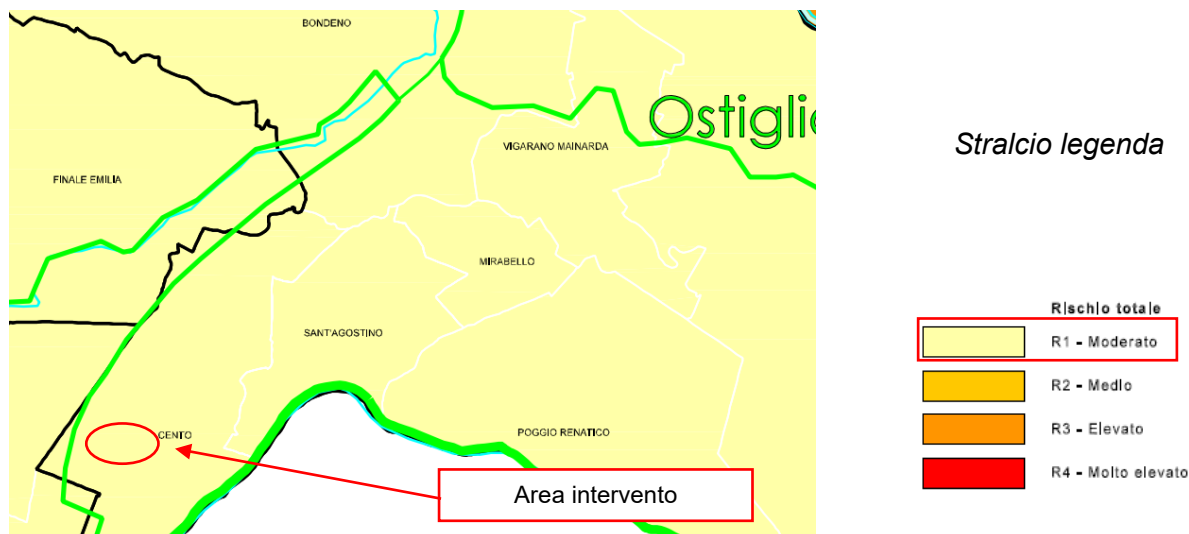 BONDENO
Ostiglie
VIGARANO MAINARDA
FINALE EMILIA
MIRABELLO
SANT'AGOSTINO
CENTO
POGGIO RENATICO
Area intervento
Stralcio legenda
Rischio totale
R1 - Moderato
R2 - Medio
R3 - Elevato
R4 - Molto elevato